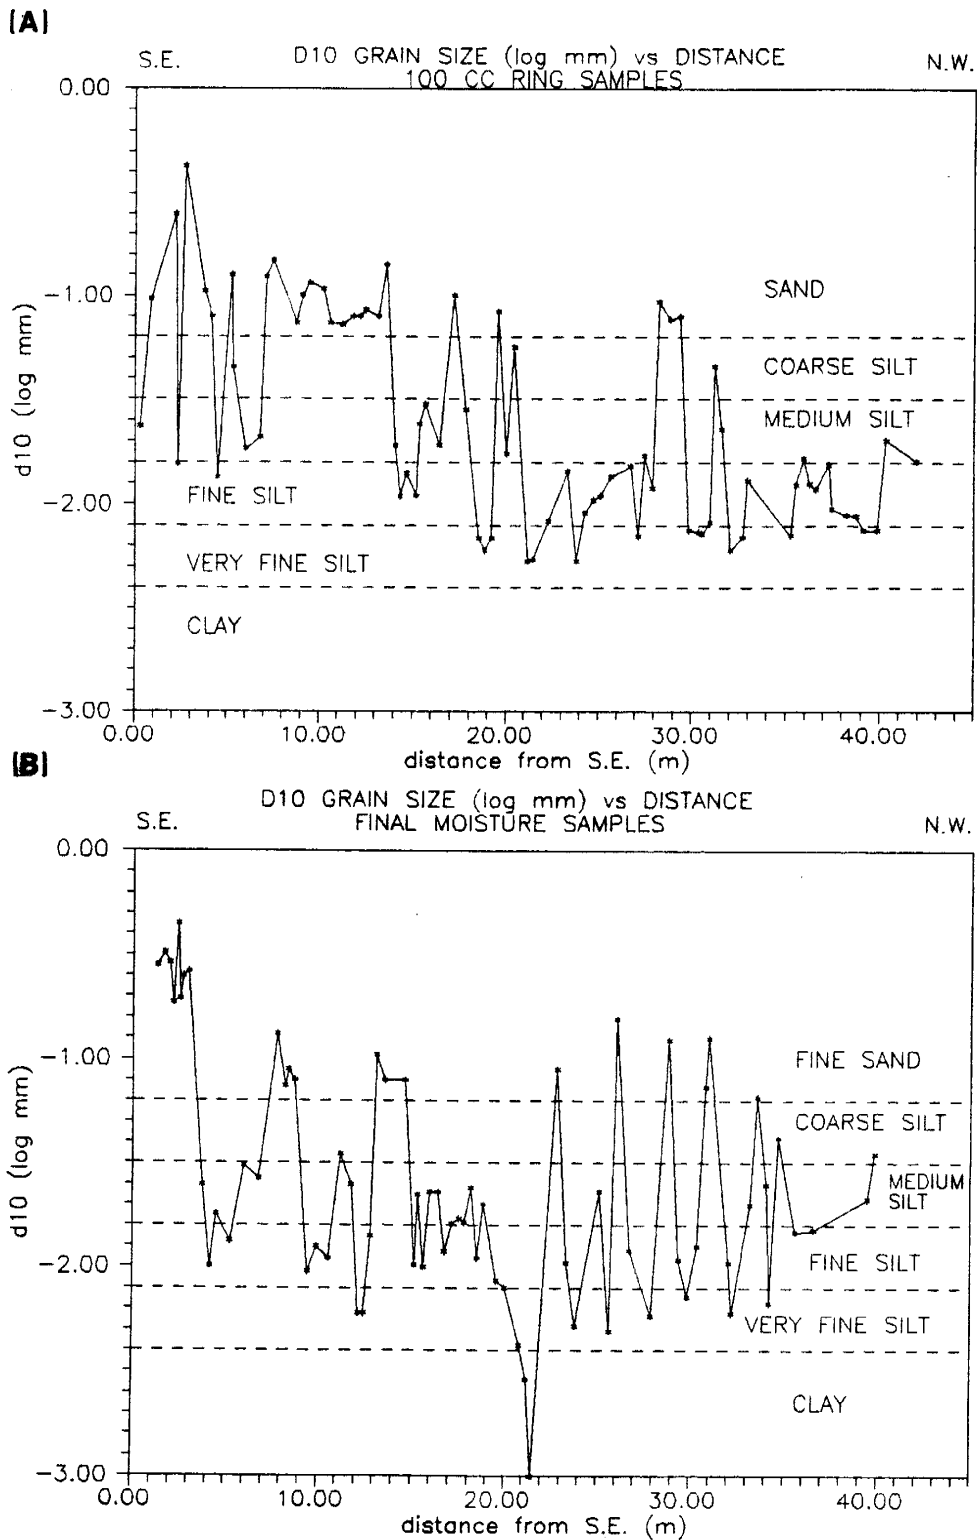 (A)
S.E.
D10 GRAIN SIZE (log mm) vs DISTANCE
N.W.
100 CC RING SAMPLES
0.00
−1.00
−2.00
−3.00
d10 (log mm)
SAND
COARSE SILT
MEDIUM SILT
FINE SILT
VERY FINE SILT
CLAY
0.00 10.00 20.00 30.00 40.00
distance from S.E. (m)
(B)
D10 GRAIN SIZE (log mm) vs DISTANCE
S.E.
FINAL MOISTURE SAMPLES
N.W.
0.00
−1.00
−2.00
−3.00
d10 (log mm)
FINE SAND
COARSE SILT
MEDIUM
SILT
FINE SILT
VERY FINE SILT
CLAY
0.00 10.00 20.00 30.00 40.00
distance from S.E. (m)